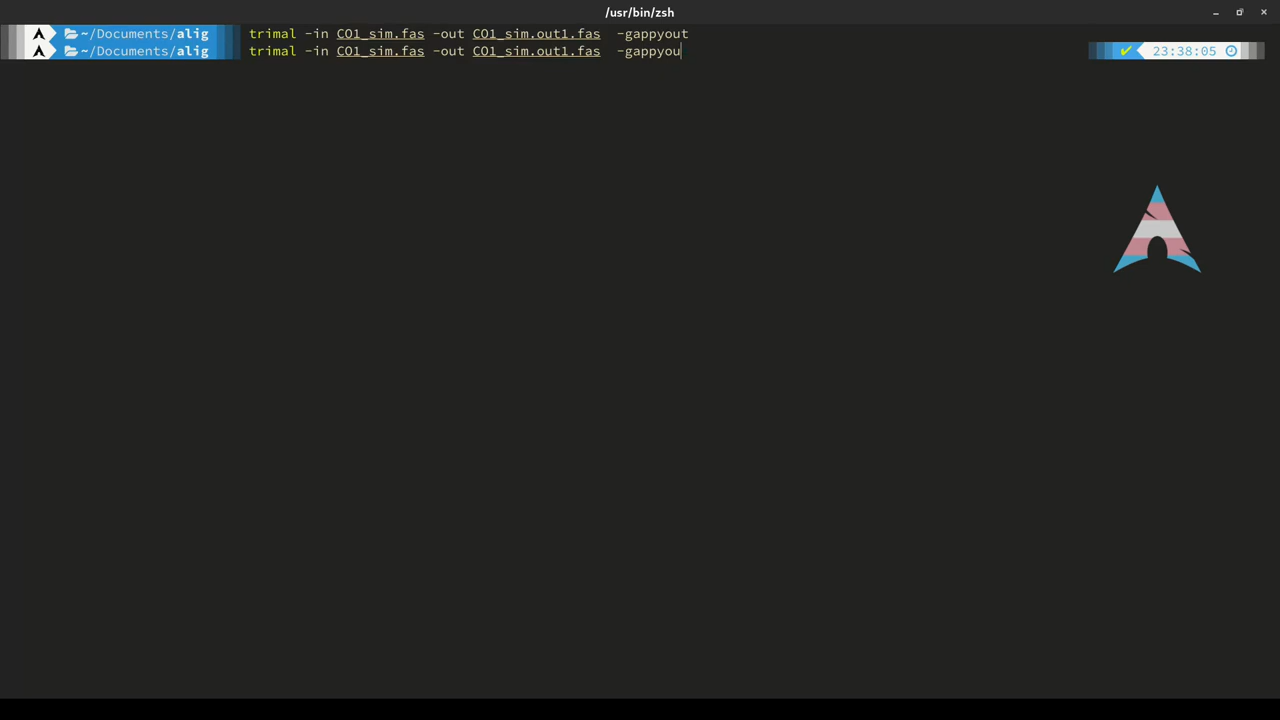 /usr/bin/zsh
~/Documents/alig trimal -in CO1_sim.fas -out CO1_sim.out1.fas  -gappyout
~/Documents/alig trimal -in CO1_sim.fas -out CO1_sim.out1.fas  -gappyou ✔ 23:38:05